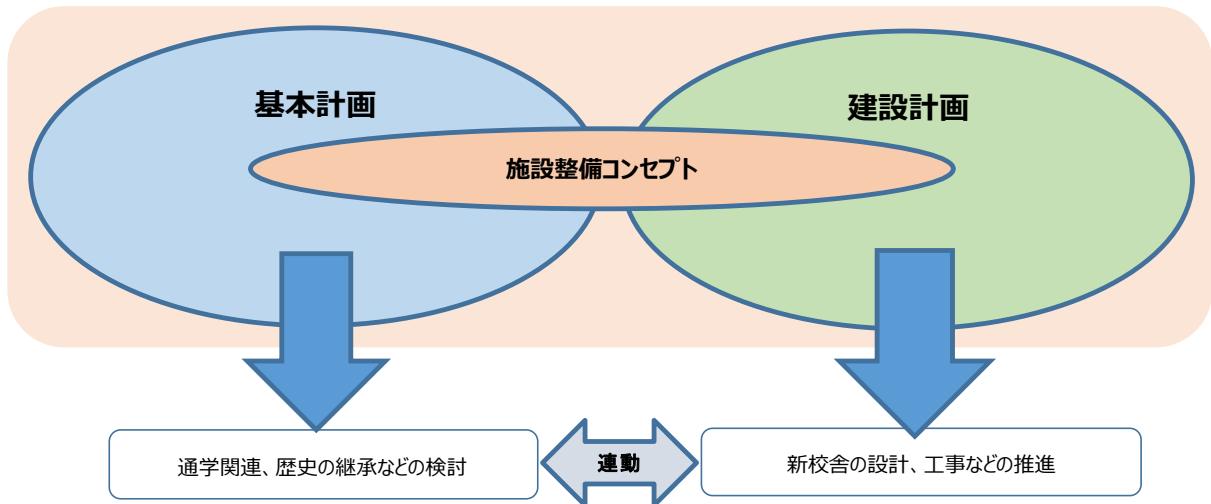 基本計画
建設計画
施設整備コンセプト
通学関連、歴史の継承などの検討
連動
新校舎の設計、工事などの推進